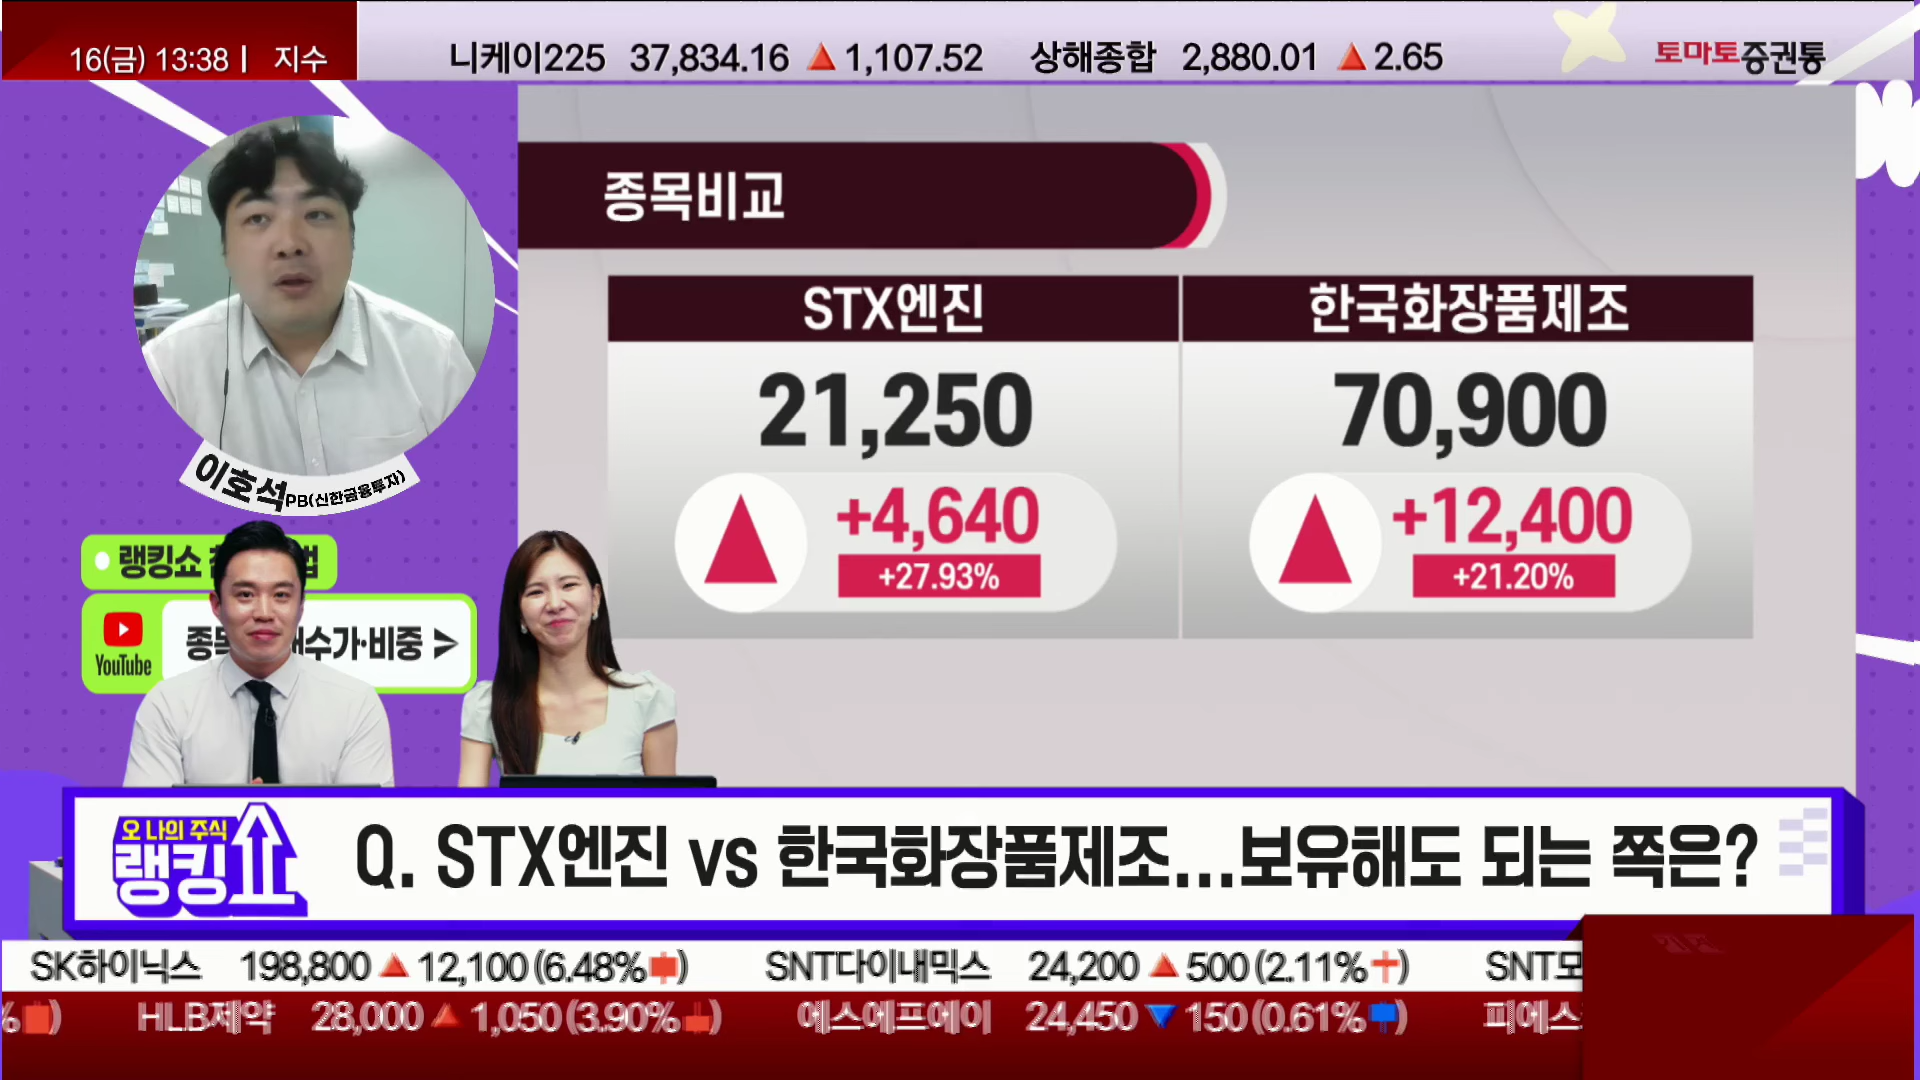 16(금) 13:38 | 지수 니케이225 37,834.16 ▲ 1,107.52 상해종합 2,880.01 ▲ 2.65 토마토증권통
종목비교
STX엔진 한국화장품제조
21,250 70,900
+4,640 +12,400
+27.93% +21.20%
이호석 PB(신한금융투자)
랭킹쇼
YouTube 수가·비중
오 나의 주식
랭킹쇼
Q. STX엔진 vs 한국화장품제조...보유해도 되는 쪽은?
SK하이닉스 198,800 ▲ 12,100 (6.48%) SNT다이내믹스 24,200 ▲ 500 (2.11%) SNT모
%) HLB제약 28,000 ▲ 1,050 (3.90%) 에스에프에이 24,450 ▼ 150 (0.61%) 피에스